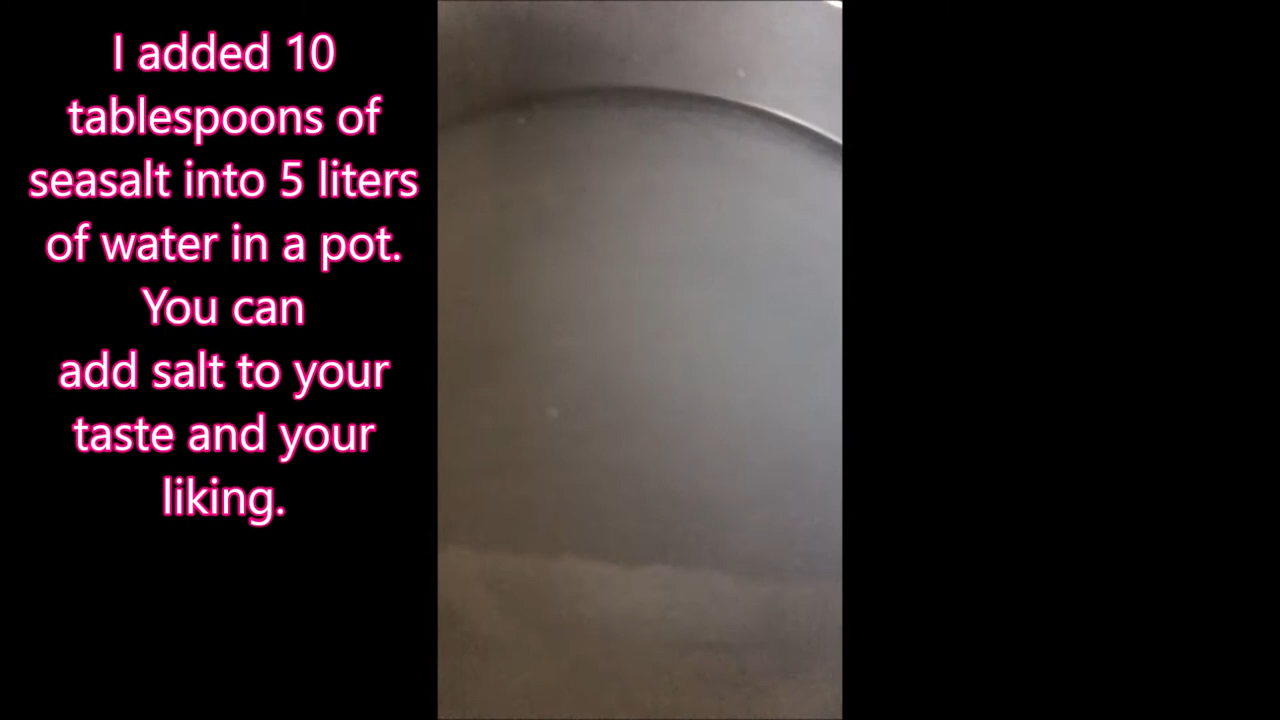 I added 10
tablespoons of
seasalt into 5 liters
of water in a pot.
You can
add salt to your
taste and your
liking.